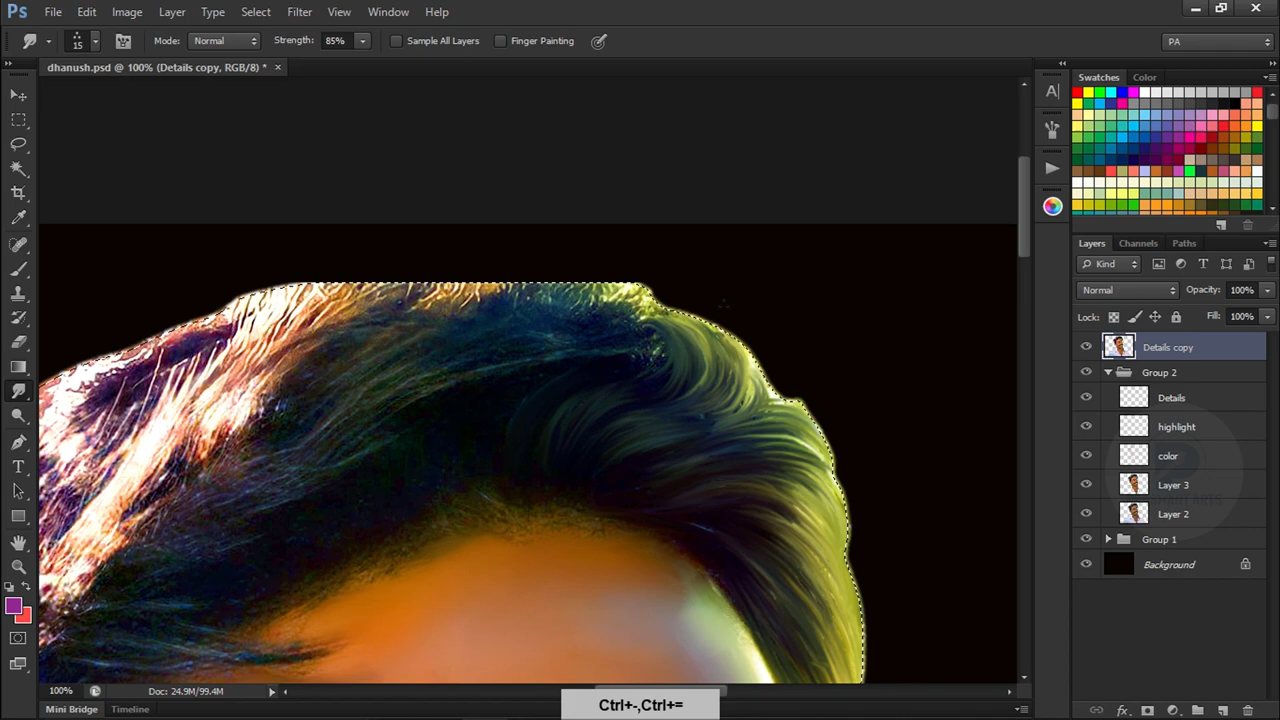 Ps File Edit Image Layer Type Select Filter View Window Help
15 Mode: Normal Strength: 85% Sample All Layers Finger Painting PA
dhanush.psd @ 100% (Details copy, RGB/8) * ×
Swatches Color
Layers Channels Paths
Kind
Normal Opacity: 100%
Lock: Fill: 100%
Details copy
Group 2
Details
highlight
color
Layer 3
Layer 2
Group 1
Background
100% Doc: 24.9M/99.4M
Ctrl+-,Ctrl+=
Mini Bridge Timeline